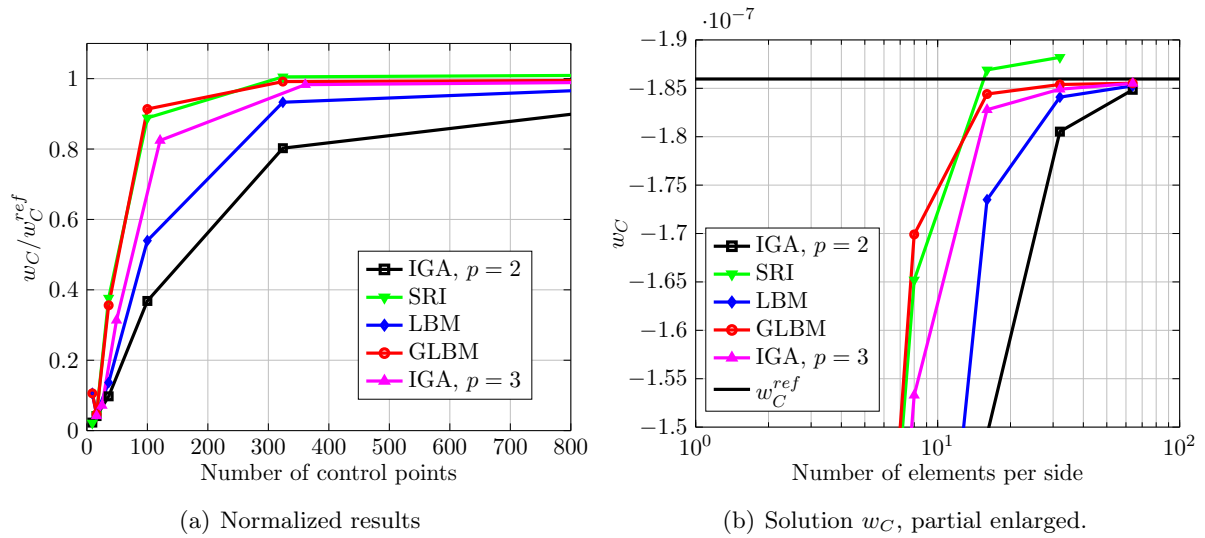 0
0.2
0.4
0.6
0.8
1
w_C/w_C^{ref}
0 100 200 300 400 500 600 700 800
Number of control points
IGA, p = 2
SRI
LBM
GLBM
IGA, p = 3
(a) Normalized results
·10^{−7}
−1.9
−1.85
−1.8
−1.75
−1.7
−1.65
−1.6
−1.55
−1.5
w_C
10^0 10^1 10^2
Number of elements per side
IGA, p = 2
SRI
LBM
GLBM
IGA, p = 3
w_C^{ref}
(b) Solution w_C, partial enlarged.